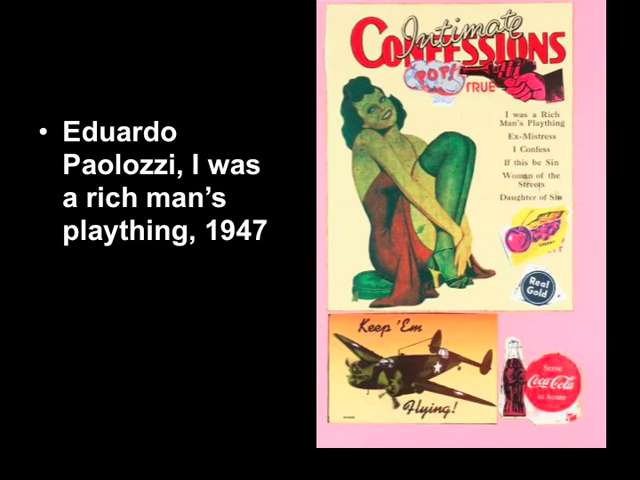 • Eduardo
Paolozzi, I was
a rich man’s
plaything, 1947
Intimate
CONFESSIONS
POP!
TRUE
I was a Rich
Man's Plaything
Ex-Mistress
I Confess
If this be Sin
Woman of the
Streets
Daughter of Sin
Real
Gold
Keep 'Em
Flying!
Serve
Coca-Cola
at home